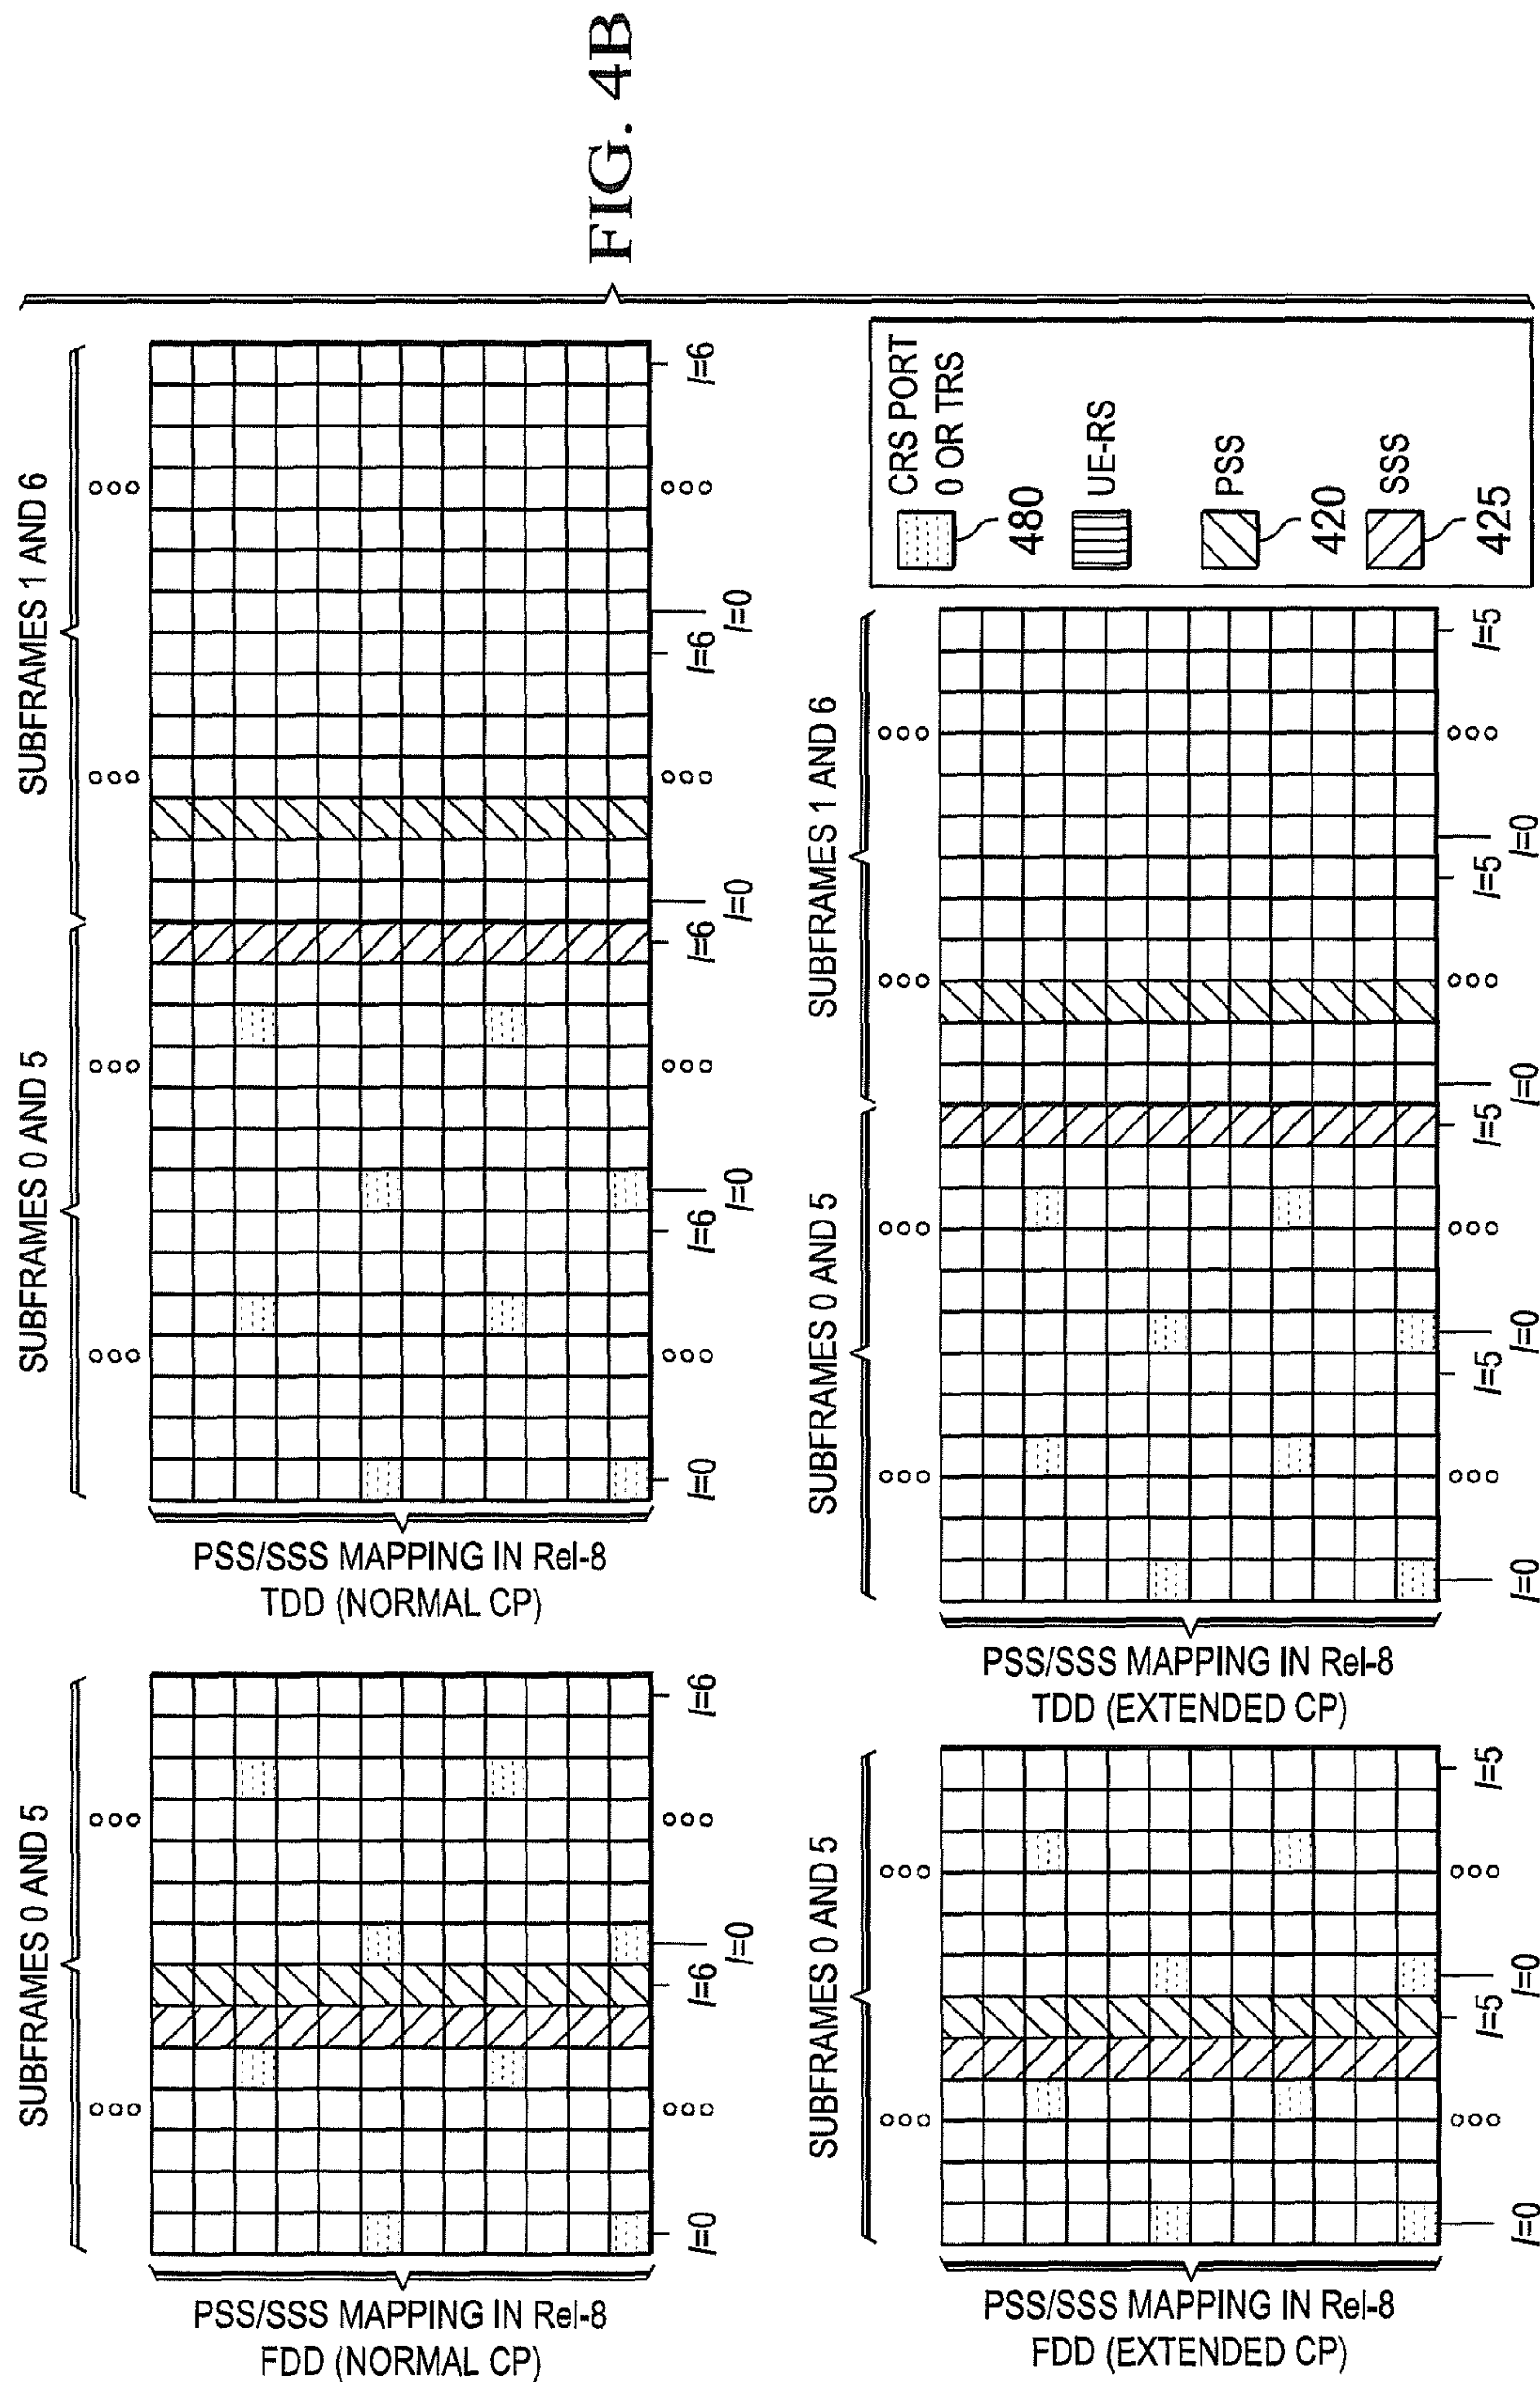 PSS/SSS MAPPING IN Rel-8
FDD (NORMAL CP)
SUBFRAMES 0 AND 5
l=0
l=6
l=0
l=6
PSS/SSS MAPPING IN Rel-8
TDD (NORMAL CP)
SUBFRAMES 0 AND 5
SUBFRAMES 1 AND 6
l=0
l=6
l=0
l=6
l=0
l=6
l=0
l=6
PSS/SSS MAPPING IN Rel-8
FDD (EXTENDED CP)
SUBFRAMES 0 AND 5
l=0
l=5
l=0
l=5
PSS/SSS MAPPING IN Rel-8
TDD (EXTENDED CP)
SUBFRAMES 0 AND 5
SUBFRAMES 1 AND 6
l=0
l=5
l=0
l=5
l=0
l=5
l=0
l=5
CRS PORT
0 OR TRS
480
UE-RS
PSS
420
SSS
425
FIG. 4B